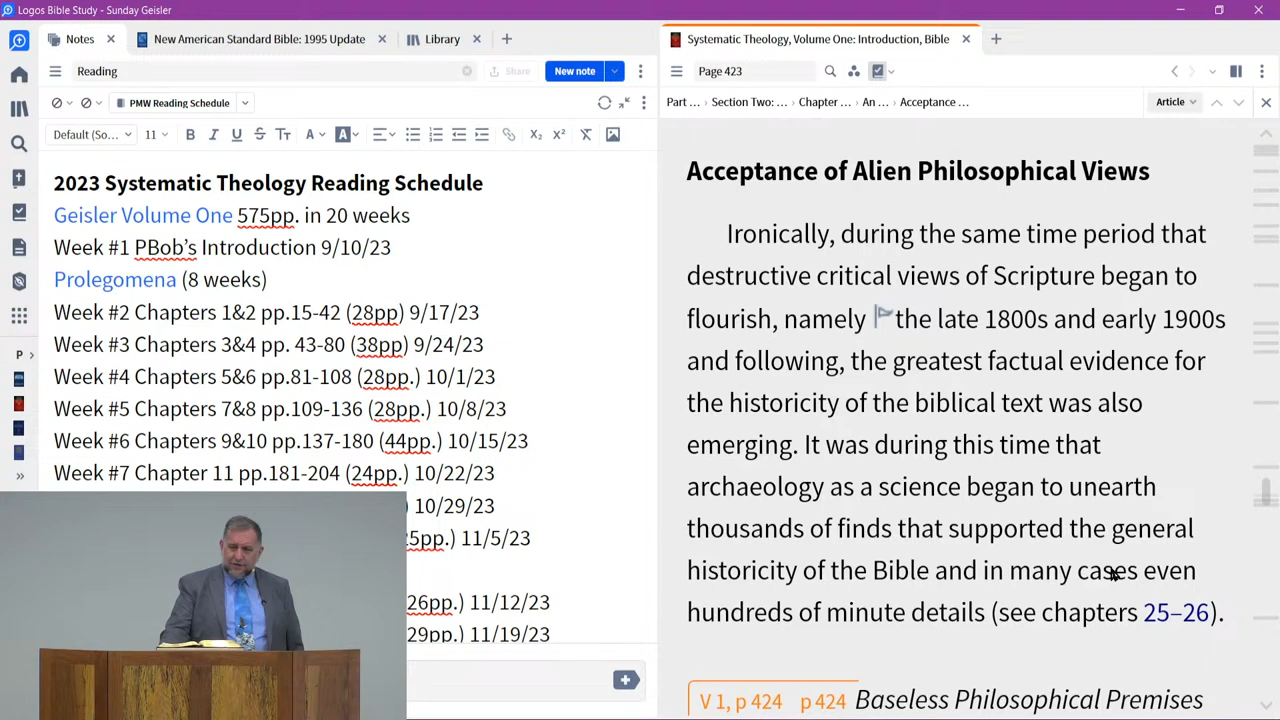 Logos Bible Study - Sunday Geisler
Notes
New American Standard Bible: 1995 Update
Library
Systematic Theology, Volume One: Introduction, Bible
Reading
Share
New note
Page 423
PMW Reading Schedule
Part ...
Section Two: ...
Chapter ...
An ...
Acceptance ...
Article
Default (So...
11
2023 Systematic Theology Reading Schedule
Geisler Volume One 575pp. in 20 weeks
Week #1 PBob's Introduction 9/10/23
Prolegomena (8 weeks)
Week #2 Chapters 1&2 pp.15-42 (28pp) 9/17/23
Week #3 Chapters 3&4 pp. 43-80 (38pp) 9/24/23
Week #4 Chapters 5&6 pp.81-108 (28pp.) 10/1/23
Week #5 Chapters 7&8 pp.109-136 (28pp.) 10/8/23
Week #6 Chapters 9&10 pp.137-180 (44pp.) 10/15/23
Week #7 Chapter 11 pp.181-204 (24pp.) 10/22/23
10/29/23
5pp.) 11/5/23
26pp.) 11/12/23
29pp.) 11/19/23
P
Acceptance of Alien Philosophical Views
Ironically, during the same time period that
destructive critical views of Scripture began to
flourish, namely the late 1800s and early 1900s
and following, the greatest factual evidence for
the historicity of the biblical text was also
emerging. It was during this time that
archaeology as a science began to unearth
thousands of finds that supported the general
historicity of the Bible and in many cases even
hundreds of minute details (see chapters 25–26).
V 1, p 424 p 424 Baseless Philosophical Premises